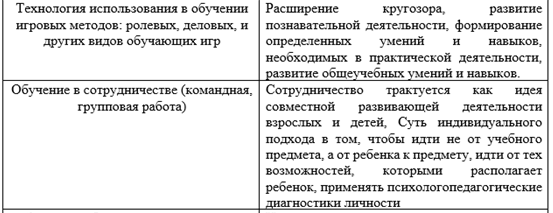 Технология использования в обучении
игровых методов: ролевых, деловых, и
других видов обучающих игр
Расширение кругозора, развитие
познавательной деятельности, формирование
определенных умений и навыков,
необходимых в практической деятельности,
развитие общеучебных умений и навыков.
Обучение в сотрудничестве (командная,
групповая работа)
Сотрудничество трактуется как идея
совместной развивающей деятельности
взрослых и детей, Суть индивидуального
подхода в том, чтобы идти не от учебного
предмета, а от ребенка к предмету, идти от тех
возможностей, которыми располагает
ребенок, применять психологопедагогические
диагностики личности